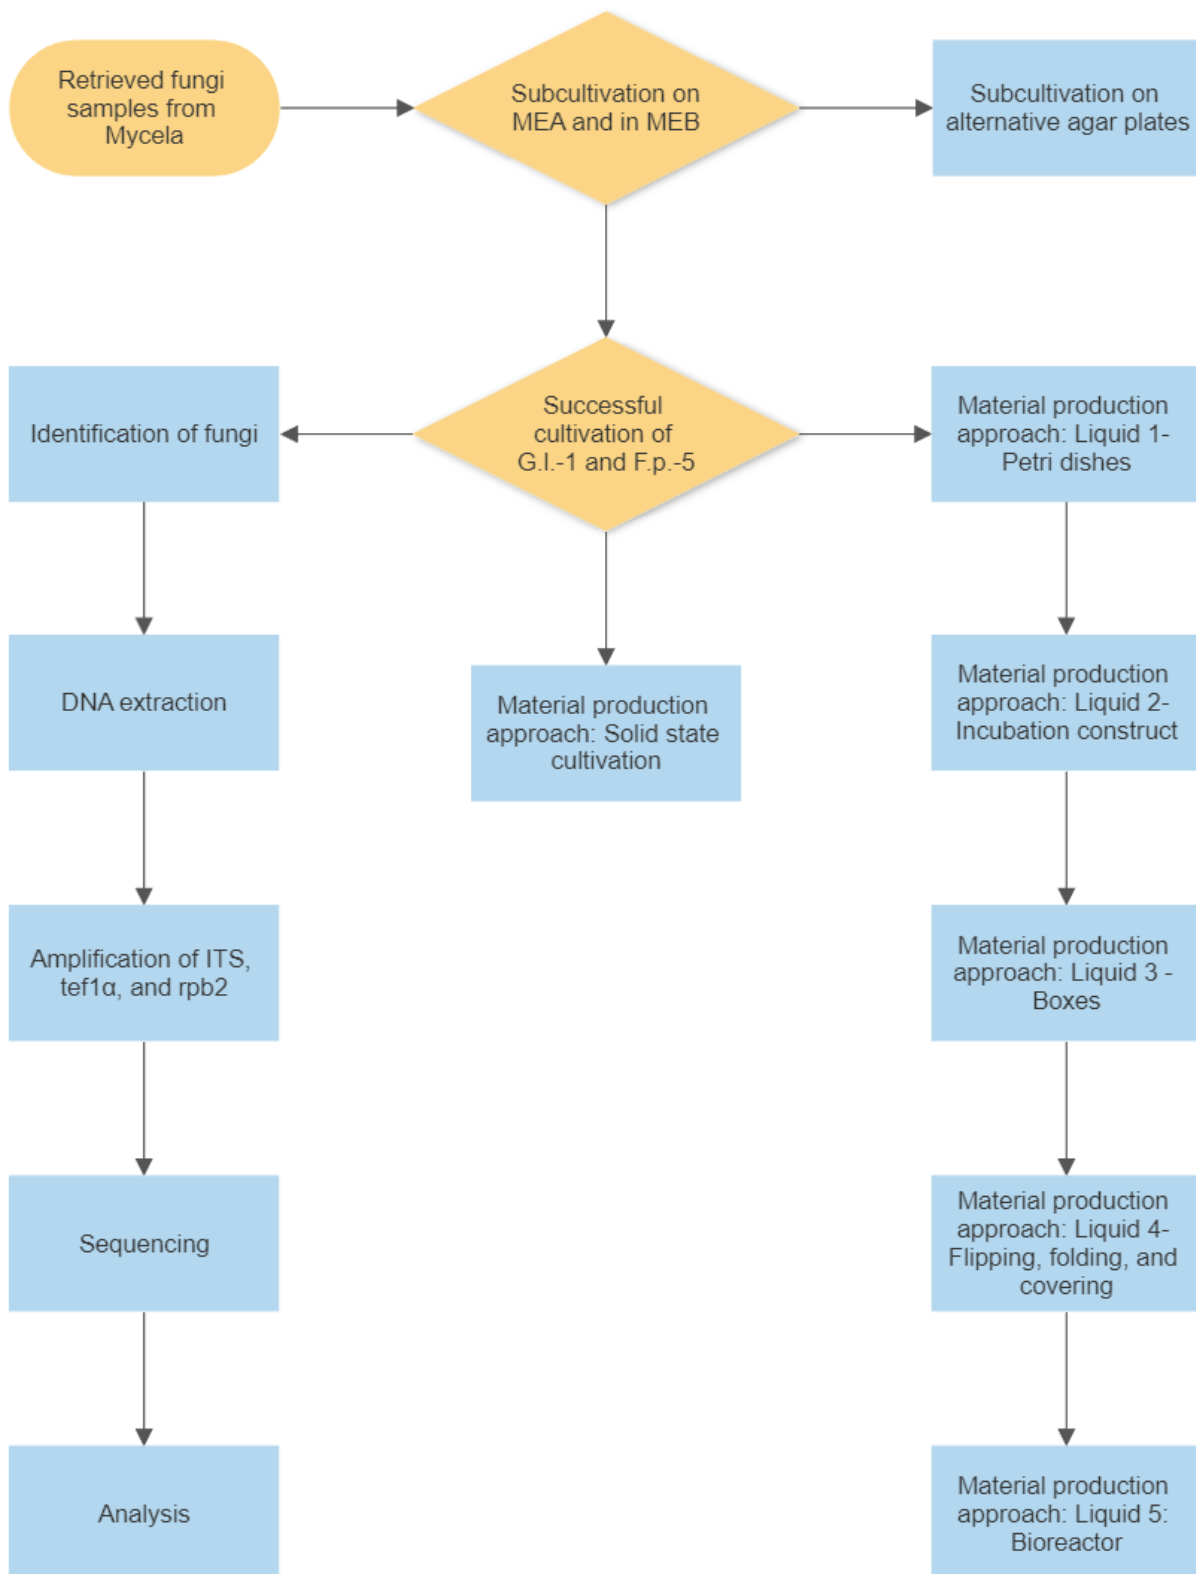 Retrieved fungi
samples from
Mycela
Subcultivation on
MEA and in MEB
Subcultivation on
alternative agar plates
Identification of fungi
Successful
cultivation of
G.l.-1 and F.p.-5
Material production
approach: Liquid 1-
Petri dishes
DNA extraction
Material production
approach: Solid state
cultivation
Material production
approach: Liquid 2-
Incubation construct
Amplification of ITS,
tef1α, and rpb2
Material production
approach: Liquid 3 -
Boxes
Sequencing
Material production
approach: Liquid 4-
Flipping, folding, and
covering
Analysis
Material production
approach: Liquid 5:
Bioreactor